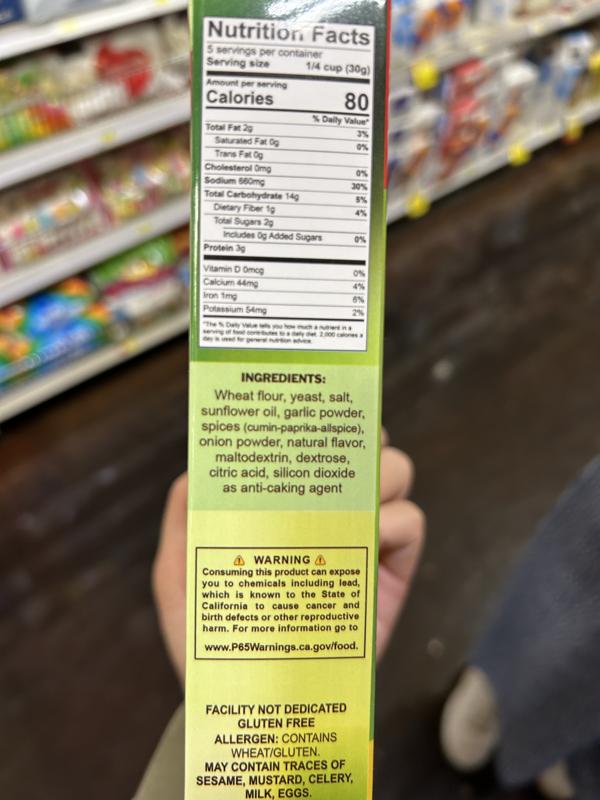 Nutrition Facts
5 servings per container
Serving size 1/4 cup (30g)
Amount per serving
Calories 80
% Daily Value*
Total Fat 2g 3%
Saturated Fat 0g 0%
Trans Fat 0g
Cholesterol 0mg 0%
Sodium 660mg 30%
Total Carbohydrate 14g 5%
Dietary Fiber 1g 4%
Total Sugars 2g
Includes 0g Added Sugars 0%
Protein 3g
Vitamin D 0mcg 0%
Calcium 44mg 4%
Iron 1mg 6%
Potassium 54mg 2%
*The % Daily Value tells you how much a nutrient in a
serving of food contributes to a daily diet. 2,000 calories a
day is used for general nutrition advice.
INGREDIENTS:
Wheat flour, yeast, salt,
sunflower oil, garlic powder,
spices (cumin-paprika-allspice),
onion powder, natural flavor,
maltodextrin, dextrose,
citric acid, silicon dioxide
as anti-caking agent
⚠ WARNING ⚠
Consuming this product can expose
you to chemicals including lead,
which is known to the State of
California to cause cancer and
birth defects or other reproductive
harm. For more information go to
www.P65Warnings.ca.gov/food.
FACILITY NOT DEDICATED
GLUTEN FREE
ALLERGEN: CONTAINS
WHEAT/GLUTEN.
MAY CONTAIN TRACES OF
SESAME, MUSTARD, CELERY,
MILK, EGGS.